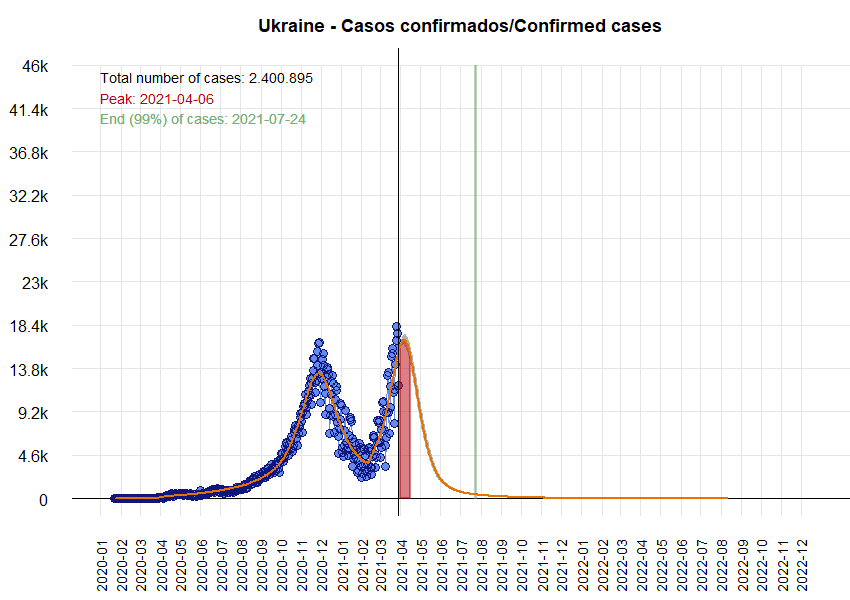 Ukraine - Casos confirmados/Confirmed cases
46k
Total number of cases: 2.400.895
Peak: 2021-04-06
41.4k
End (99%) of cases: 2021-07-24
36.8k
32.2k
27.6k
23k
18.4k
13.8k
9.2k
4.6k
0
2020-01
2020-02
2020-03
2020-04
2020-05
2020-06
2020-07
2020-08
2020-09
2020-10
2020-11
2020-12
2021-01
2021-02
2021-03
2021-04
2021-05
2021-06
2021-07
2021-08
2021-09
2021-10
2021-11
2021-12
2022-01
2022-02
2022-03
2022-04
2022-05
2022-06
2022-07
2022-08
2022-09
2022-10
2022-11
2022-12